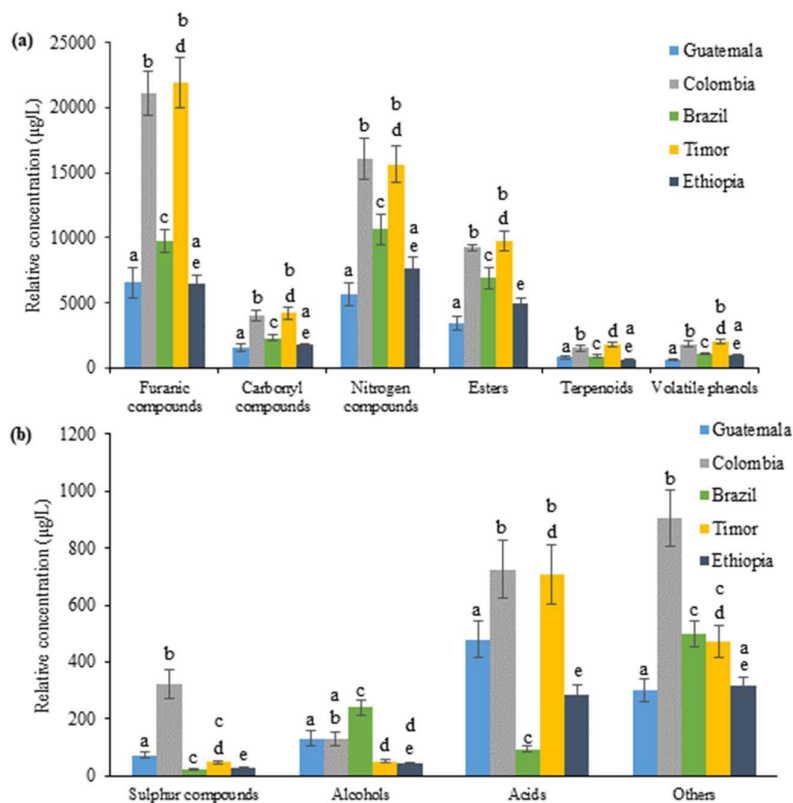 (a)
Relative concentration (µg/L)
25000
20000
15000
10000
5000
0
Guatemala
Colombia
Brazil
Timor
Ethiopia
a b c b d a e
a b c b d a e
a b c b d a e
a b c b d e
a b c d a e
a b c b d a e
Furanic
compounds
Carbonyl
compounds
Nitrogen
compounds
Esters
Terpenoids
Volatile phenols
(b)
Relative concentration (µg/L)
1200
1000
800
600
400
200
0
Guatemala
Colombia
Brazil
Timor
Ethiopia
a b c c d e
a a b c d d e
a b c b d e
a b c c d a e
Sulphur compounds
Alcohols
Acids
Others